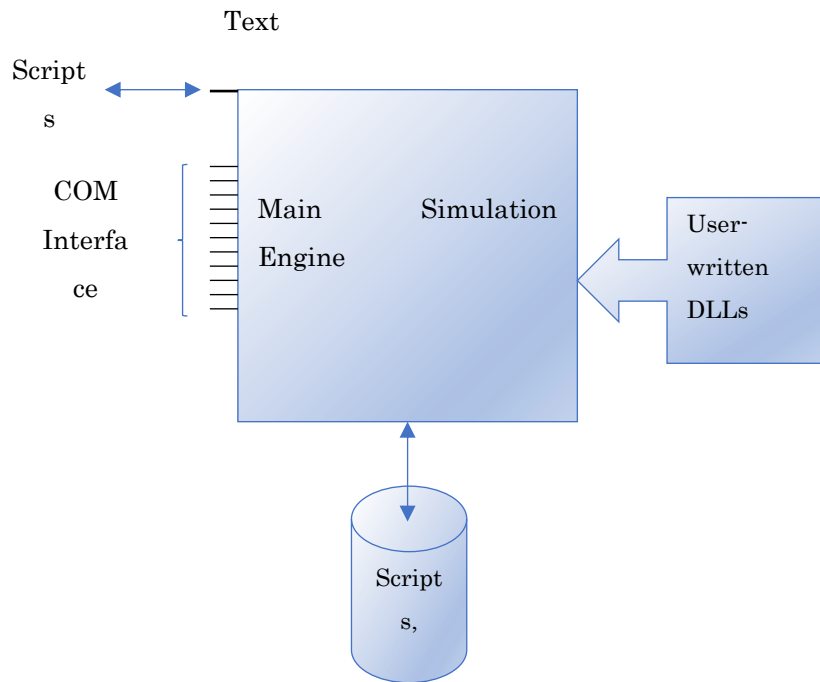 Text
Script
s
COM
Interfa
ce
Main Simulation
Engine
User-
written
DLLs
Script
s,